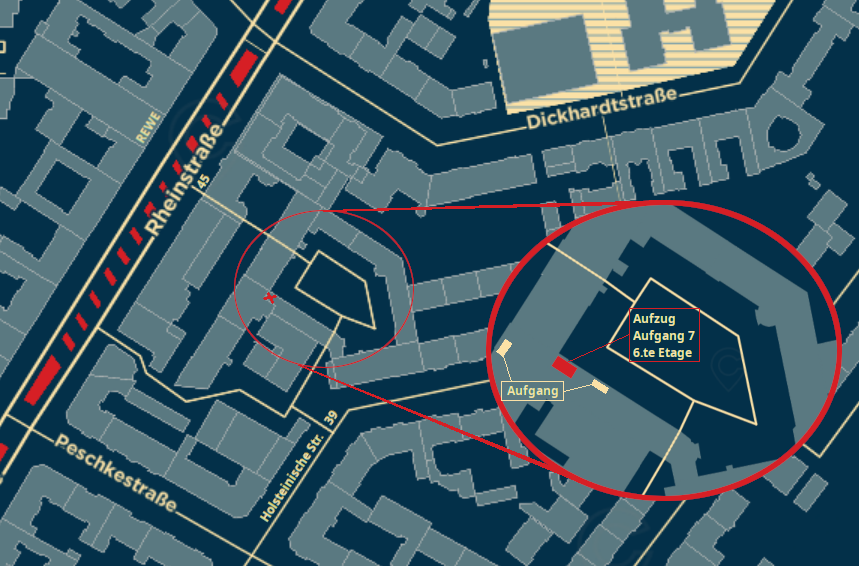 Dickhardtstraße
REWE
Rheinstraße
45
Aufzug
Aufgang 7
6.te Etage
Aufgang
Holsteinische Str. 39
Peschkestraße